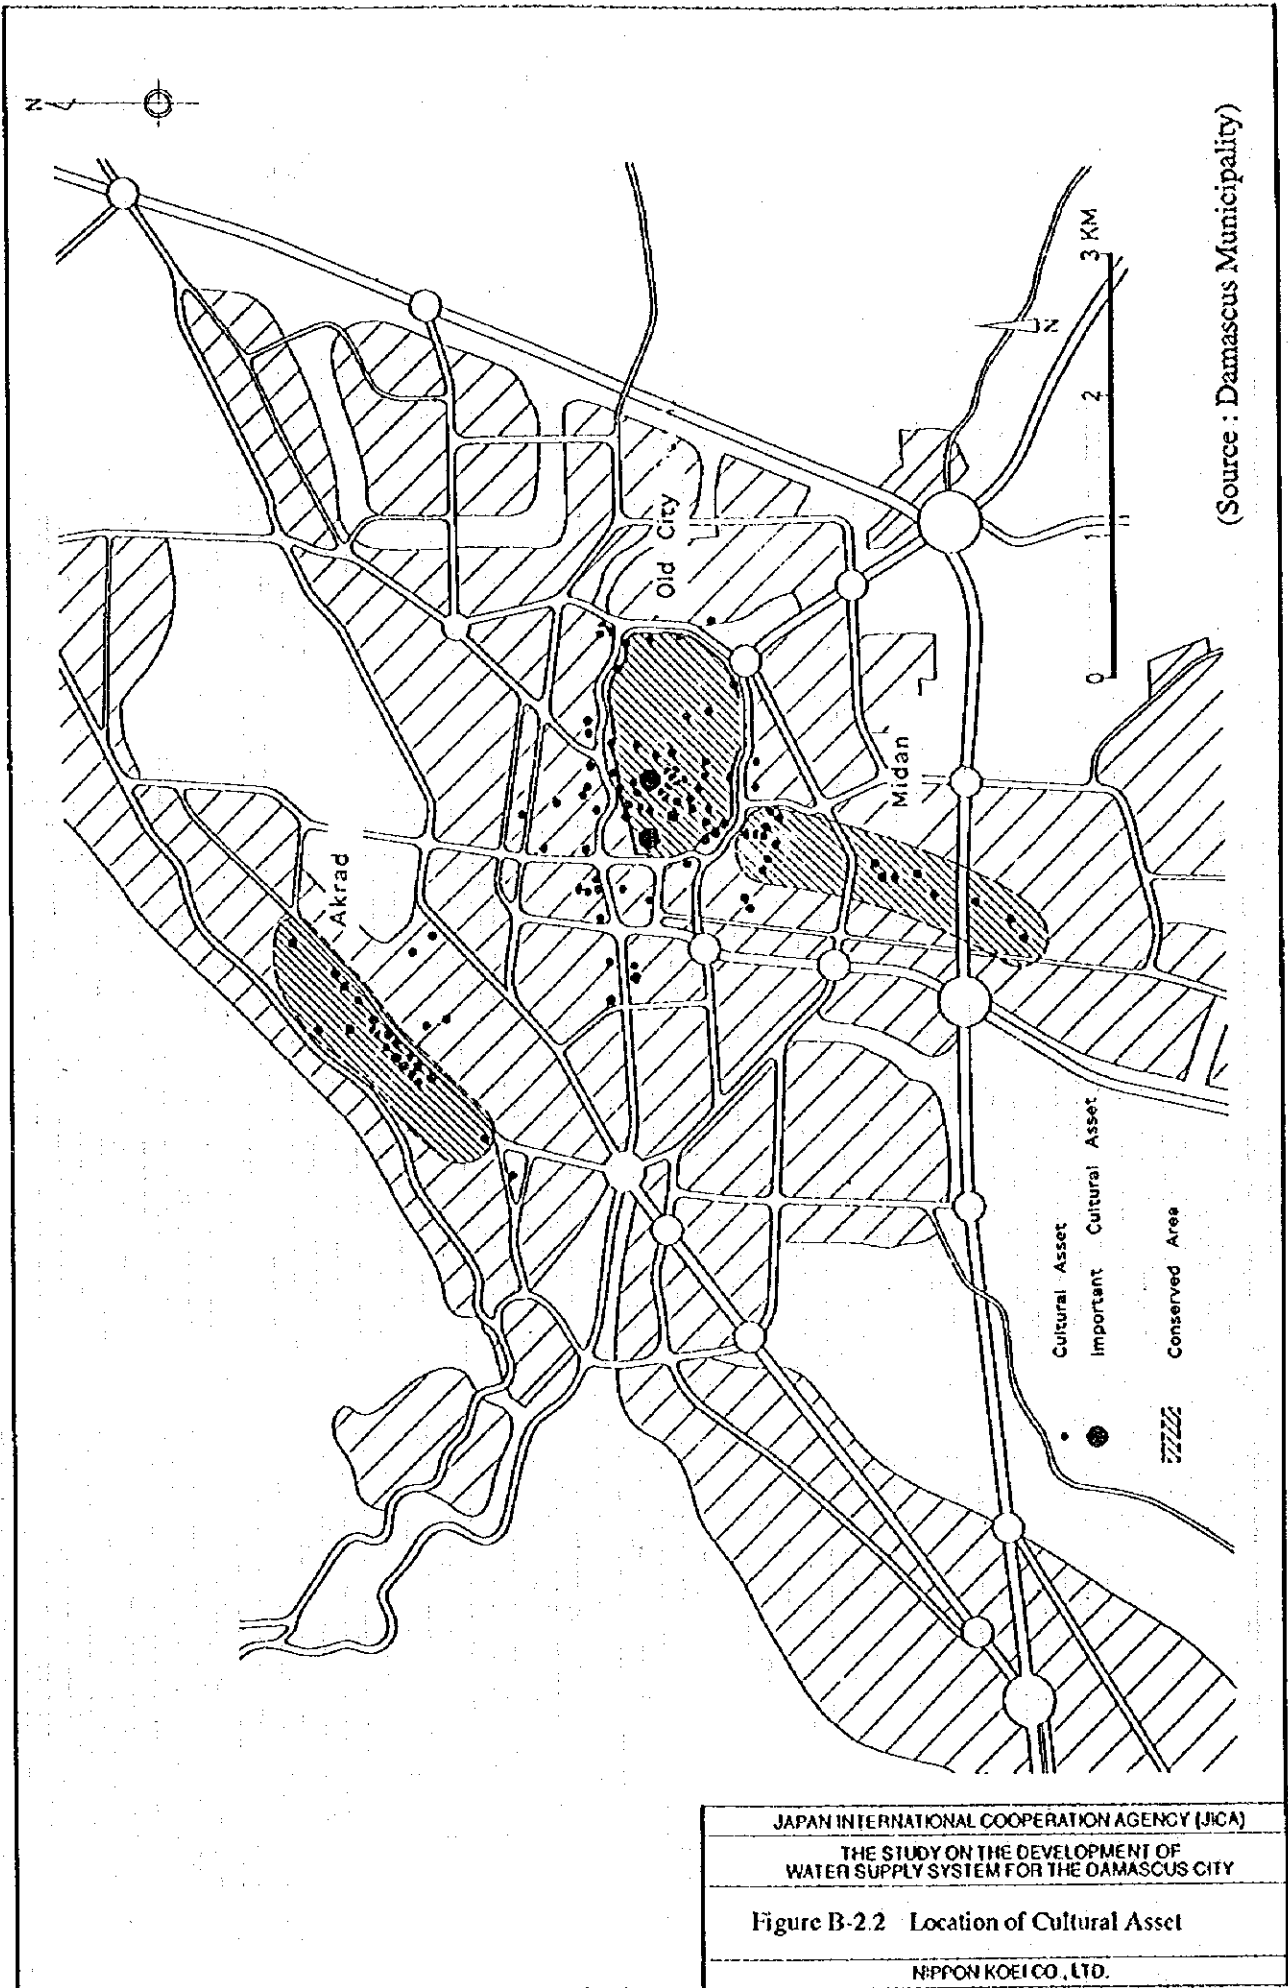 N
Akrad
Old City
Midan
N
0 1 2 3 KM
Cultural Asset
Important Cultural Asset
Conserved Area
(Source : Damascus Municipality)
JAPAN INTERNATIONAL COOPERATION AGENCY (JICA)
THE STUDY ON THE DEVELOPMENT OF
WATER SUPPLY SYSTEM FOR THE DAMASCUS CITY
Figure B-2.2 Location of Cultural Asset
NIPPON KOEI CO., LTD.